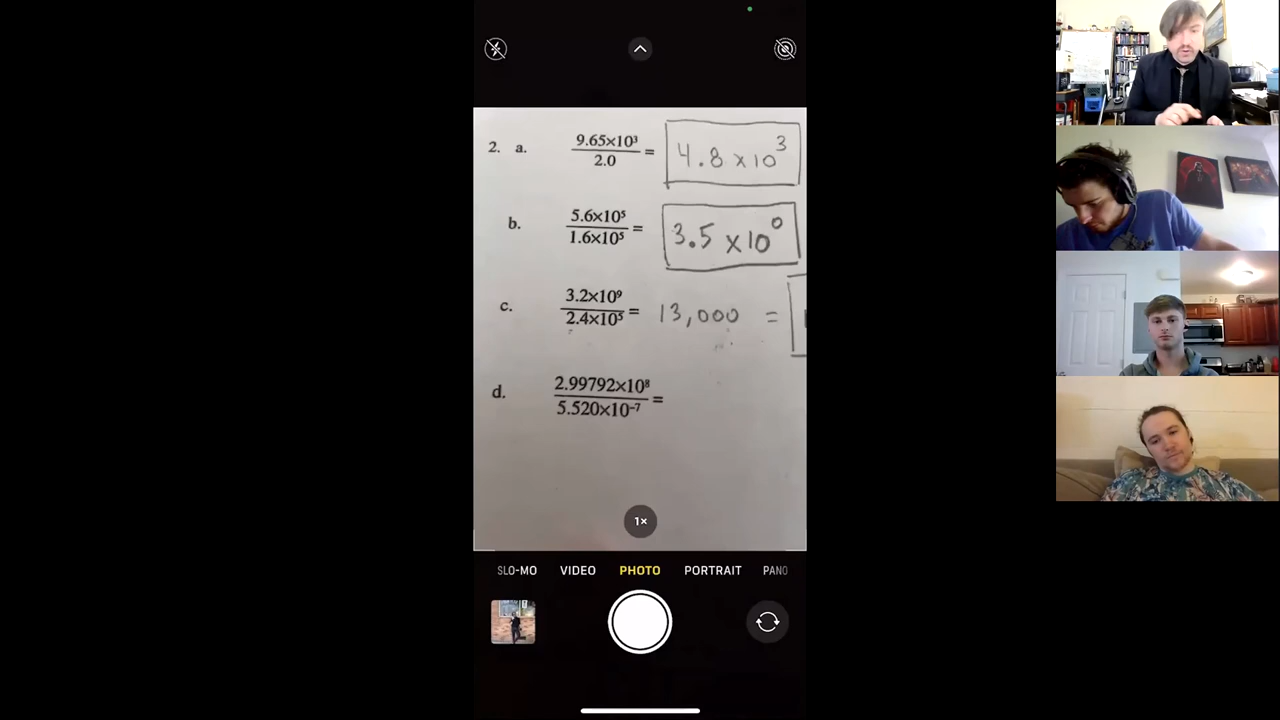 2. a. 9.65×10³ / 2.0 = 4.8 x 10³
b. 5.6×10⁵ / 1.6×10⁵ = 3.5 x 10⁰
c. 3.2×10⁹ / 2.4×10⁵ = 13,000 =
d. 2.99792×10⁸ / 5.520×10⁻⁷ =
1×
SLO-MO VIDEO PHOTO PORTRAIT PANO